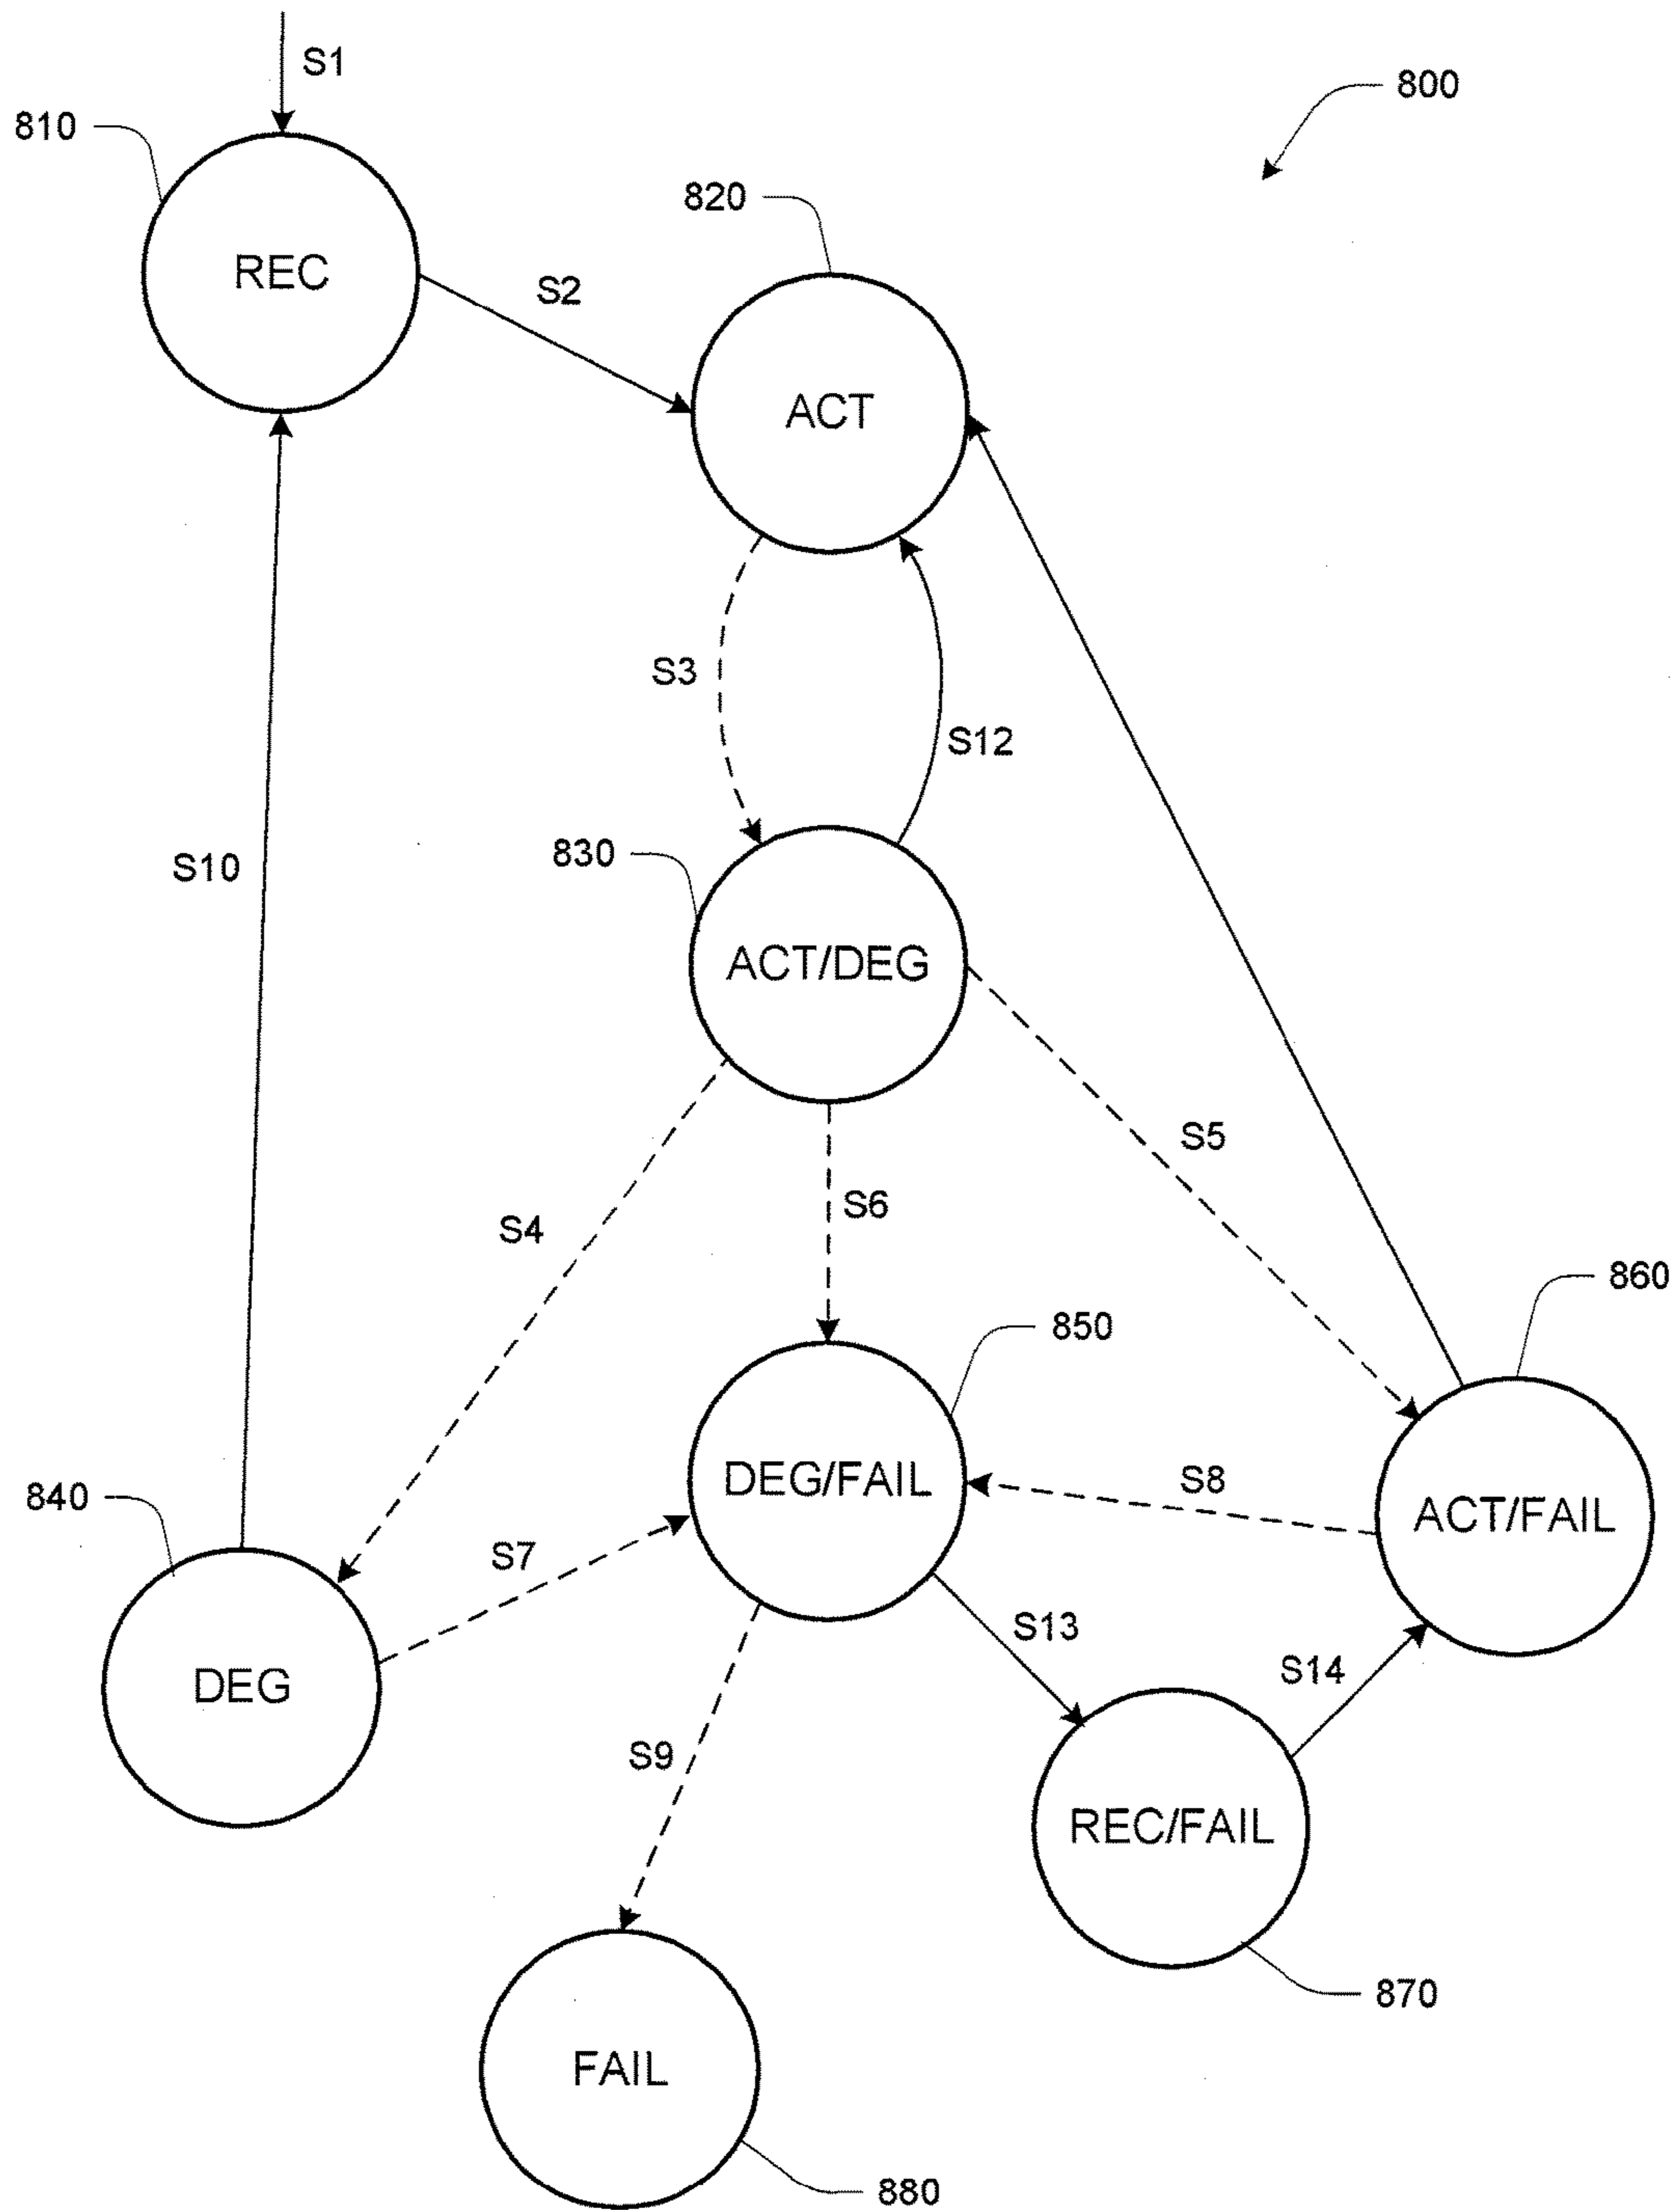 S1
800
810
820
REC
S2
ACT
S3
S12
830
S10
ACT/DEG
S5
S6
S4
860
850
DEG/FAIL
S8
840
ACT/FAIL
S7
S13
S14
DEG
S9
REC/FAIL
870
FAIL
880